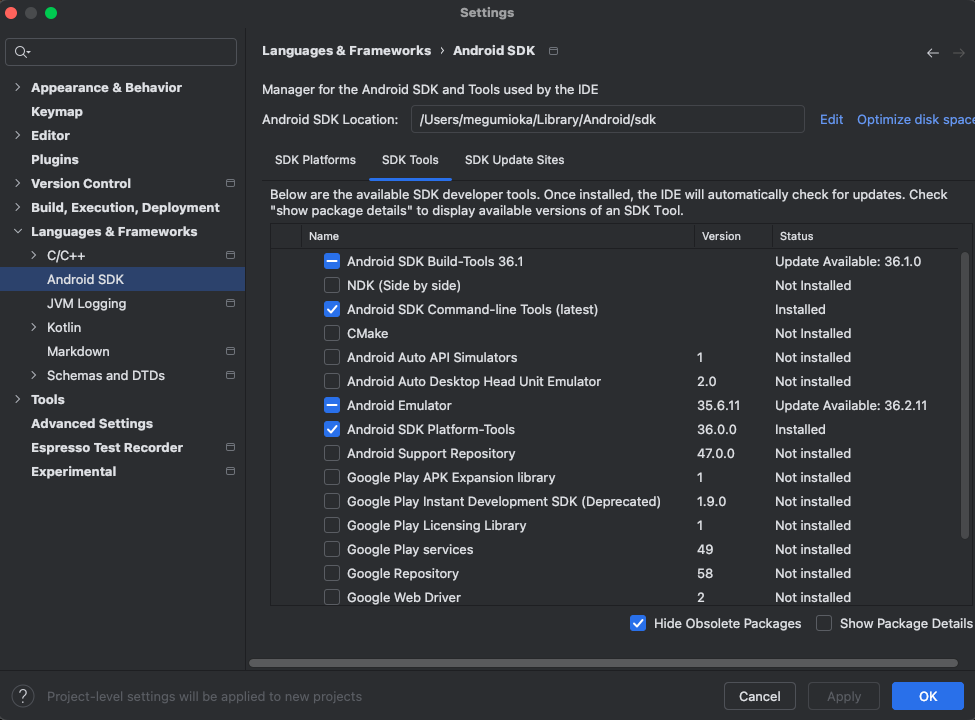 Settings
Languages & Frameworks › Android SDK
Appearance & Behavior
Keymap
Editor
Plugins
Version Control
Build, Execution, Deployment
Languages & Frameworks
C/C++
Android SDK
JVM Logging
Kotlin
Markdown
Schemas and DTDs
Tools
Advanced Settings
Espresso Test Recorder
Experimental
Manager for the Android SDK and Tools used by the IDE
Android SDK Location: /Users/megumioka/Library/Android/sdk Edit Optimize disk space
SDK Platforms SDK Tools SDK Update Sites
Below are the available SDK developer tools. Once installed, the IDE will automatically check for updates. Check
"show package details" to display available versions of an SDK Tool.
Name Version Status
Android SDK Build-Tools 36.1 Update Available: 36.1.0
NDK (Side by side) Not Installed
Android SDK Command-line Tools (latest) Installed
CMake Not Installed
Android Auto API Simulators 1 Not installed
Android Auto Desktop Head Unit Emulator 2.0 Not installed
Android Emulator 35.6.11 Update Available: 36.2.11
Android SDK Platform-Tools 36.0.0 Installed
Android Support Repository 47.0.0 Not installed
Google Play APK Expansion library 1 Not installed
Google Play Instant Development SDK (Deprecated) 1.9.0 Not installed
Google Play Licensing Library 1 Not installed
Google Play services 49 Not installed
Google Repository 58 Not installed
Google Web Driver 2 Not installed
Hide Obsolete Packages Show Package Details
? Project-level settings will be applied to new projects
Cancel Apply OK